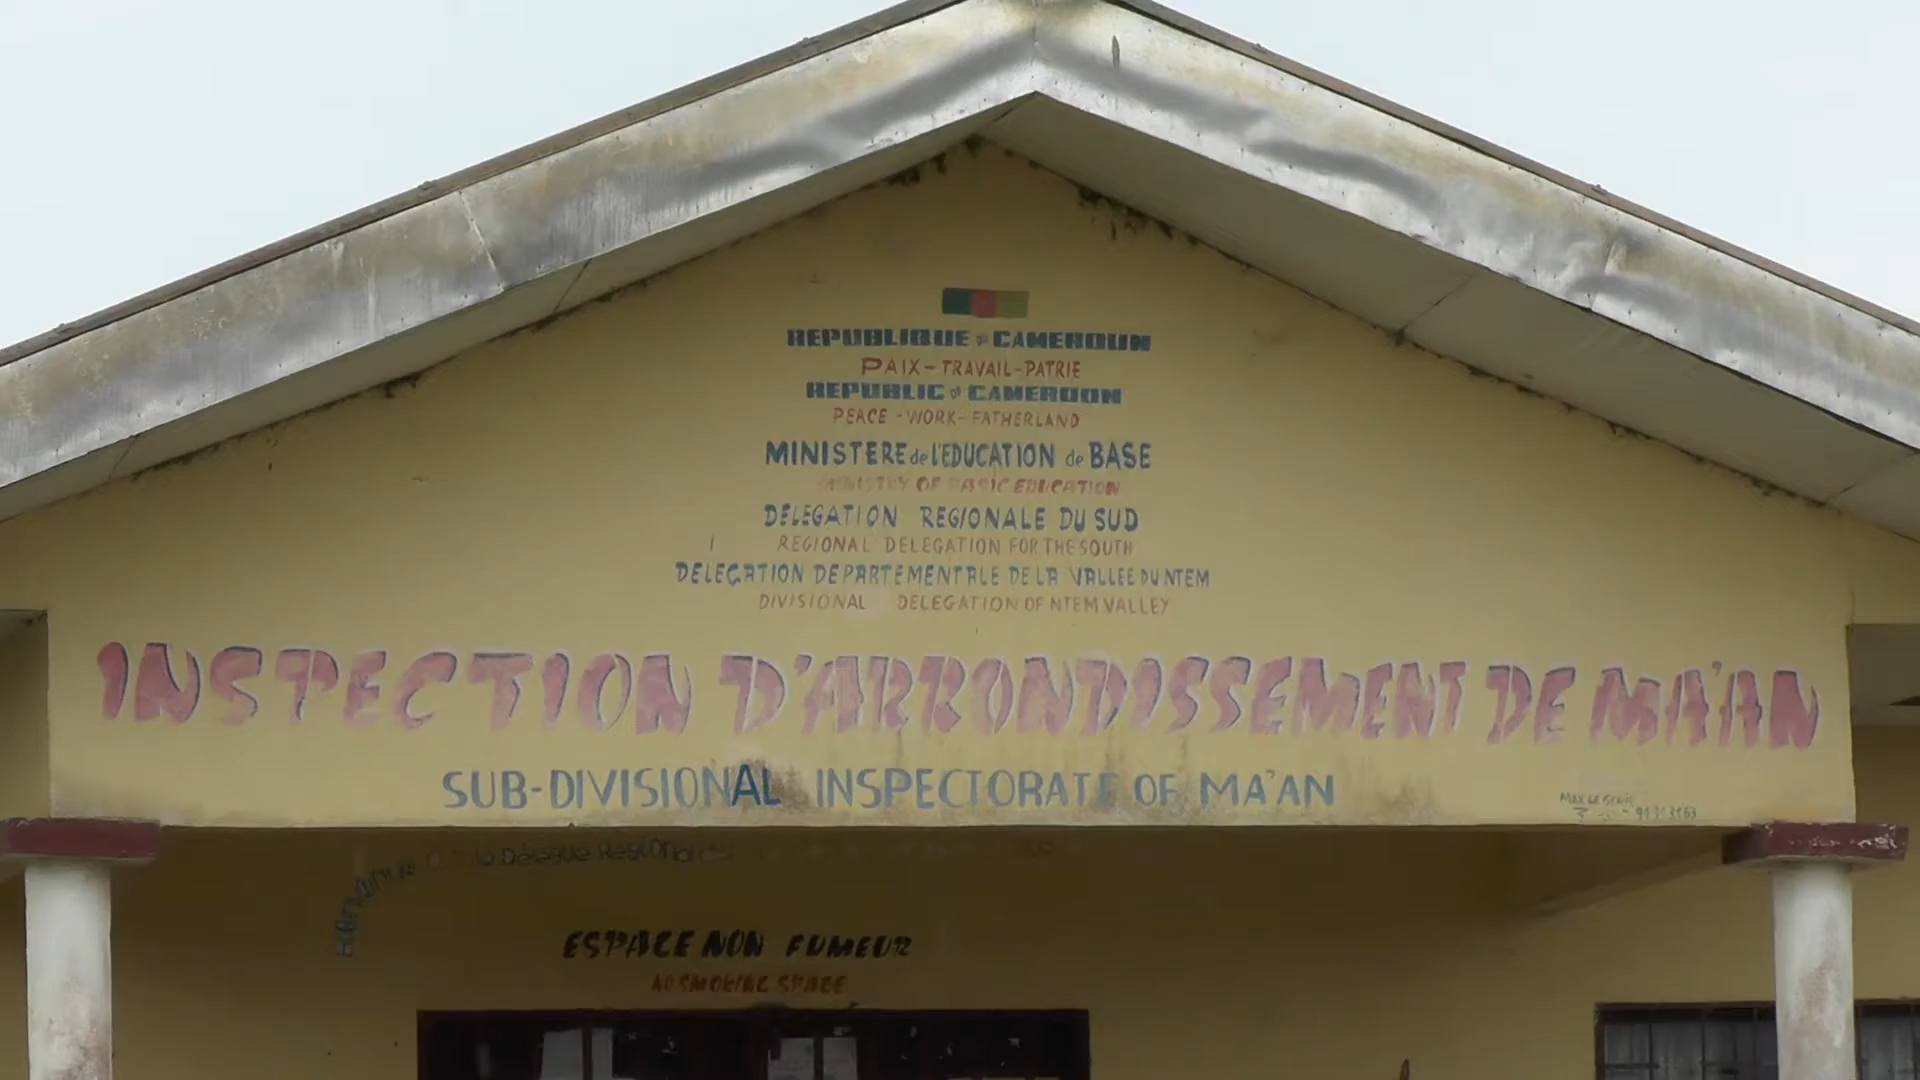 REPUBLIQUE DU CAMEROUN
PAIX-TRAVAIL-PATRIE
REPUBLIC OF CAMEROON
PEACE-WORK-FATHERLAND
MINISTERE de L'EDUCATION de BASE
MINISTRY OF BASIC EDUCATION
DELEGATION REGIONALE DU SUD
REGIONAL DELEGATION FOR THE SOUTH
DELEGATION DEPARTEMENTALE DE LA VALLEE DU NTEM
DIVISIONAL DELEGATION OF NTEM VALLEY
INSPECTION D'ARRONDISSEMENT DE MA'AN
SUB-DIVISIONAL INSPECTORATE OF MA'AN
Délégué Régional
ESPACE NON FUMEUR
NO SMOKING SPACE